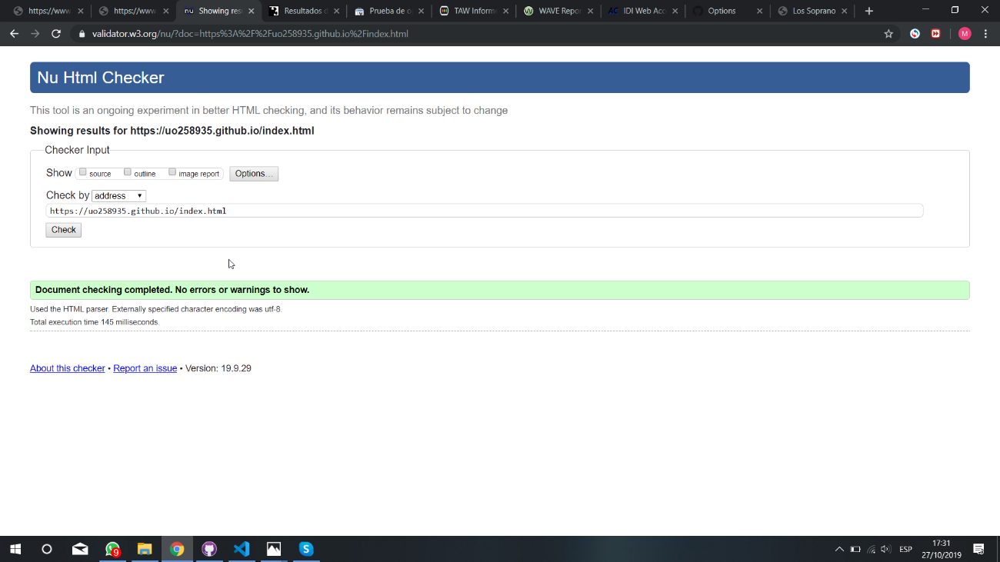 https://www
https://www
Showing res
Resultados d
Prueba de op
TAW Inform
WAVE Repor
AC IDI Web Acc
Options
Los Soprano
validator.w3.org/nu/?doc=https%3A%2F%2Fuo258935.github.io%2Findex.html
M
Nu Html Checker
This tool is an ongoing experiment in better HTML checking, and its behavior remains subject to change
Showing results for https://uo258935.github.io/index.html
Checker Input
Show source outline image report Options...
Check by address
https://uo258935.github.io/index.html
Check
Document checking completed. No errors or warnings to show.
Used the HTML parser. Externally specified character encoding was utf-8.
Total execution time 145 milliseconds.
About this checker • Report an issue • Version: 19.9.29
9
ESP
17:31
27/10/2019